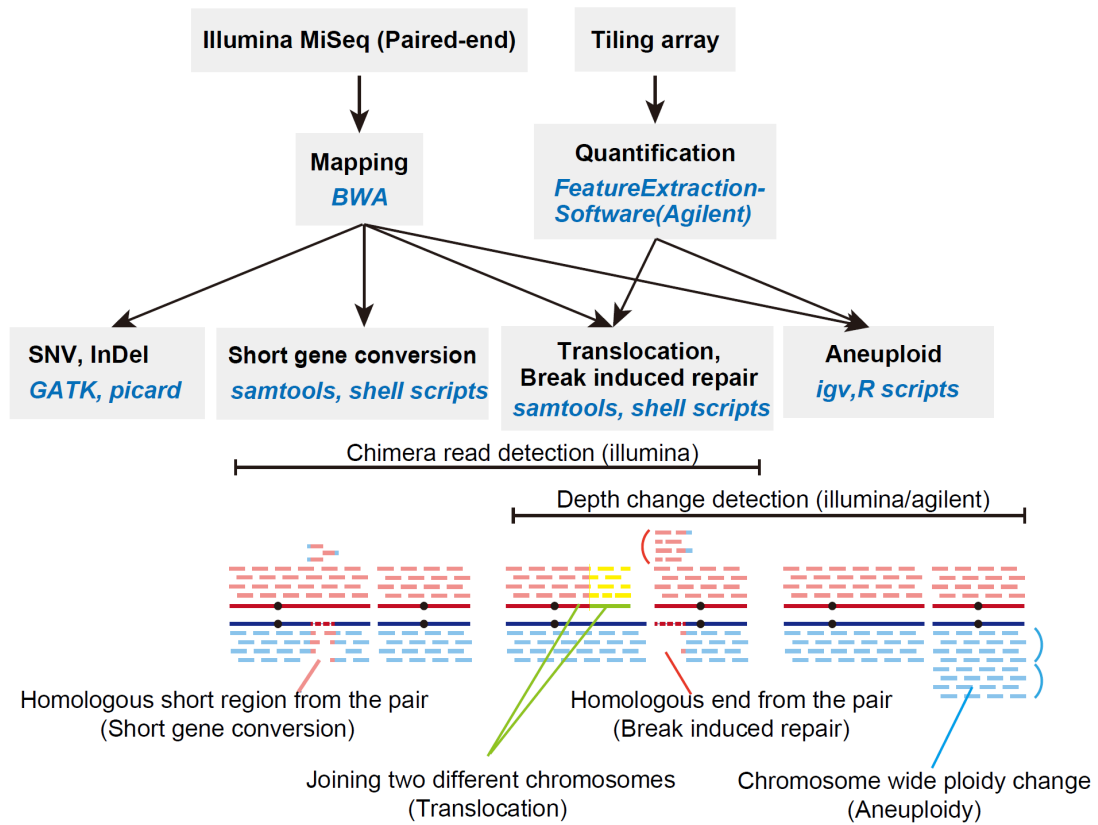 Illumina MiSeq (Paired-end)
Tiling array
Mapping
BWA
Quantification
FeatureExtraction-
Software(Agilent)
SNV, InDel
GATK, picard
Short gene conversion
samtools, shell scripts
Translocation,
Break induced repair
samtools, shell scripts
Aneuploid
igv,R scripts
Chimera read detection (illumina)
Depth change detection (illumina/agilent)
Homologous short region from the pair
(Short gene conversion)
Homologous end from the pair
(Break induced repair)
Joining two different chromosomes
(Translocation)
Chromosome wide ploidy change
(Aneuploidy)